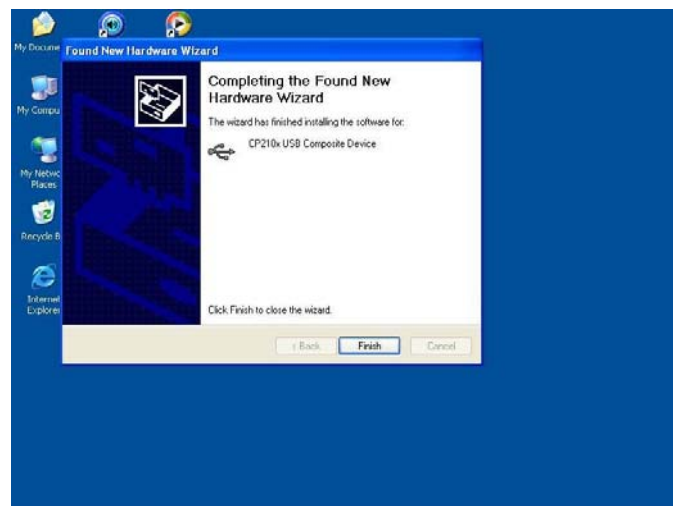 My Docume
Found New Hardware Wizard
My Compu
My Netwo
Places
Recycle B
Internet
Explorer
Completing the Found New
Hardware Wizard
The wizard has finished installing the software for:
CP210x USB Composite Device
Click Finish to close the wizard.
< Back
Finish
Cancel